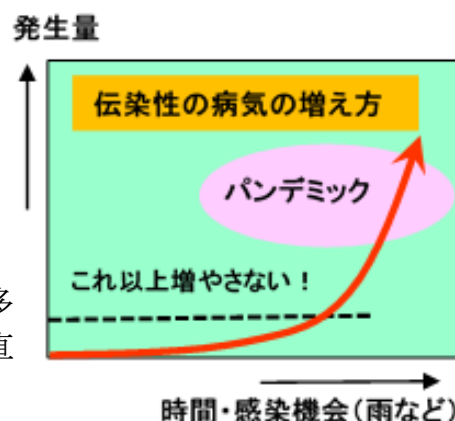 発生量
伝染性の病気の増え方
パンデミック
これ以上増やさない!
時間・感染機会(雨など)